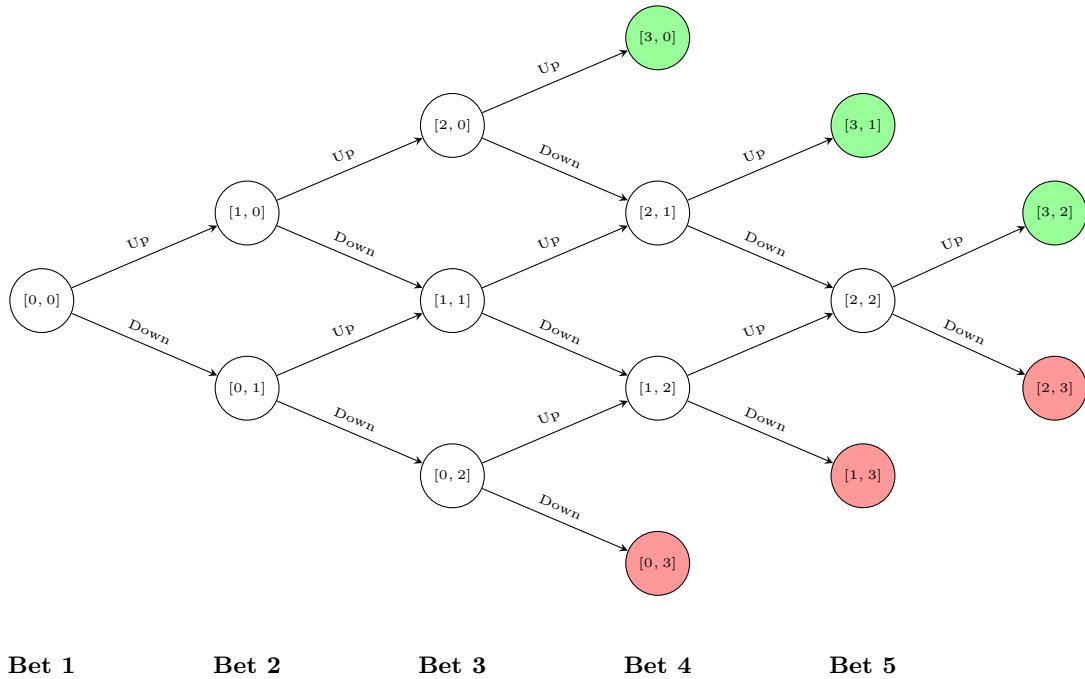 [3, 0]
Up
[2, 0]
[3, 1]
Up
Down
Up
[1, 0]
[2, 1]
[3, 2]
Up
Down
Up
Down
Up
[0, 0]
[1, 1]
[2, 2]
Down
Up
Down
Up
Down
[0, 1]
[1, 2]
[2, 3]
Down
Up
Down
[0, 2]
[1, 3]
Down
[0, 3]
Bet 1 Bet 2 Bet 3 Bet 4 Bet 5